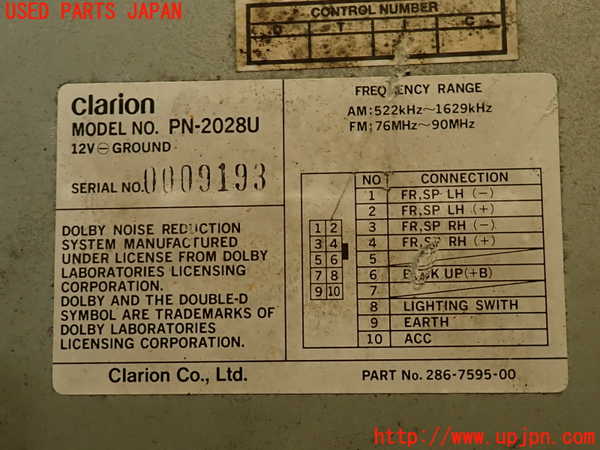 USED PARTS JAPAN
CONTROL NUMBER
D T I C
Clarion
MODEL NO. PN-2028U
12V ⊖ GROUND
SERIAL NO. 0009193
DOLBY NOISE REDUCTION
SYSTEM MANUFACTURED
UNDER LICENSE FROM DOLBY
LABORATORIES LICENSING
CORPORATION.
DOLBY AND THE DOUBLE-D
SYMBOL ARE TRADEMARKS OF
DOLBY LABORATORIES
LICENSING CORPORATION.
FREQUENCY RANGE
AM:522kHz~1629kHz
FM:76MHz~90MHz
1 2
3 4
5 6
7 8
9 10
NO CONNECTION
1 FR,SP LH (-)
2 FR,SP LH (+)
3 FR,SP RH (-)
4 FR,SP RH (+)
5
6 BACK UP(+B)
7
8 LIGHTING SWITH
9 EARTH
10 ACC
Clarion Co., Ltd.
PART No. 286-7595-00
http://www.upjpn.com/